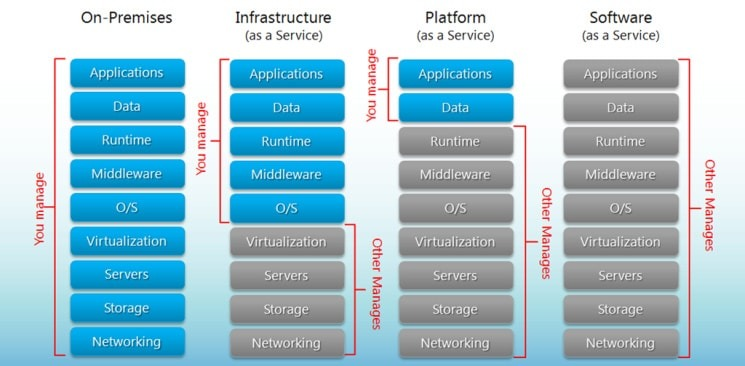 On-Premises
You manage
Applications
Data
Runtime
Middleware
O/S
Virtualization
Servers
Storage
Networking
Infrastructure
(as a Service)
You manage
Applications
Data
Runtime
Middleware
O/S
Virtualization
Servers
Storage
Networking
Other Manages
Platform
(as a Service)
You manage
Applications
Data
Runtime
Middleware
O/S
Virtualization
Servers
Storage
Networking
Other Manages
Software
(as a Service)
Applications
Data
Runtime
Middleware
O/S
Virtualization
Servers
Storage
Networking
Other Manages